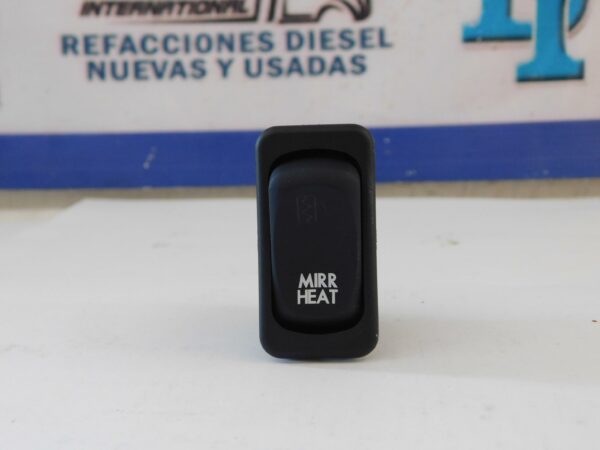 INTERNATIONAL
REFACCIONES DIESEL
NUEVAS Y USADAS
MIRR
HEAT